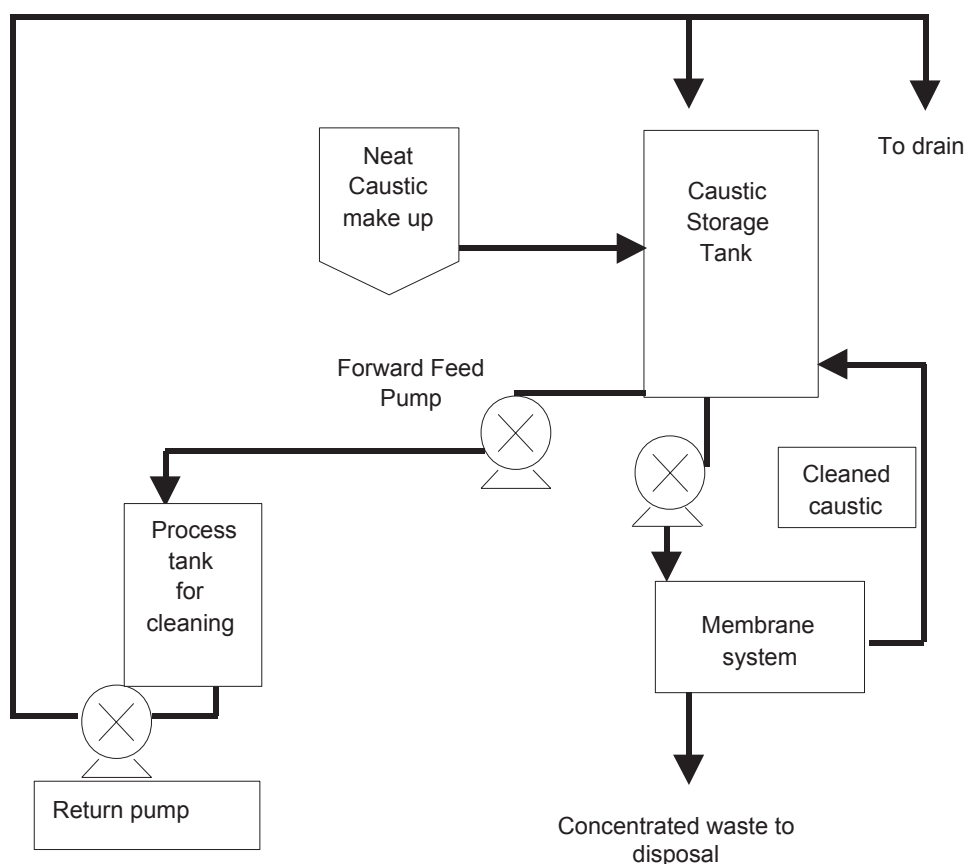 To drain
Neat
Caustic
make up
Caustic
Storage
Tank
Forward Feed
Pump
Cleaned
caustic
Process
tank
for
cleaning
Membrane
system
Return pump
Concentrated waste to
disposal